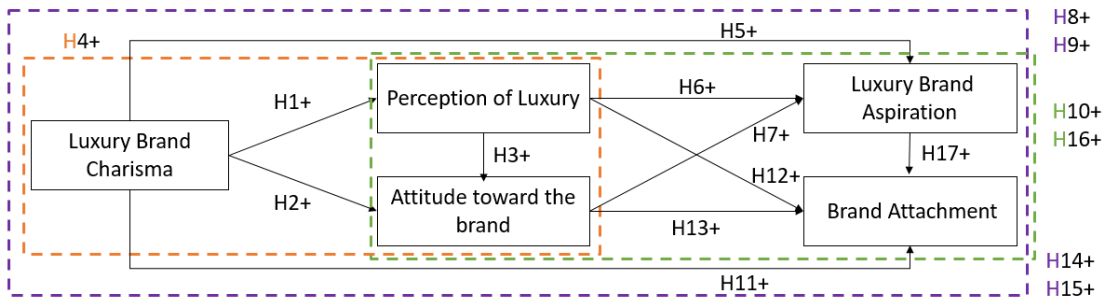 H8+
H5+
H4+
H9+
Perception of Luxury
H6+
Luxury Brand
Aspiration
H1+
H10+
H7+
H16+
Luxury Brand
Charisma
H3+
H17+
H12+
H2+
Attitude toward the
brand
H13+
Brand Attachment
H14+
H11+
H15+